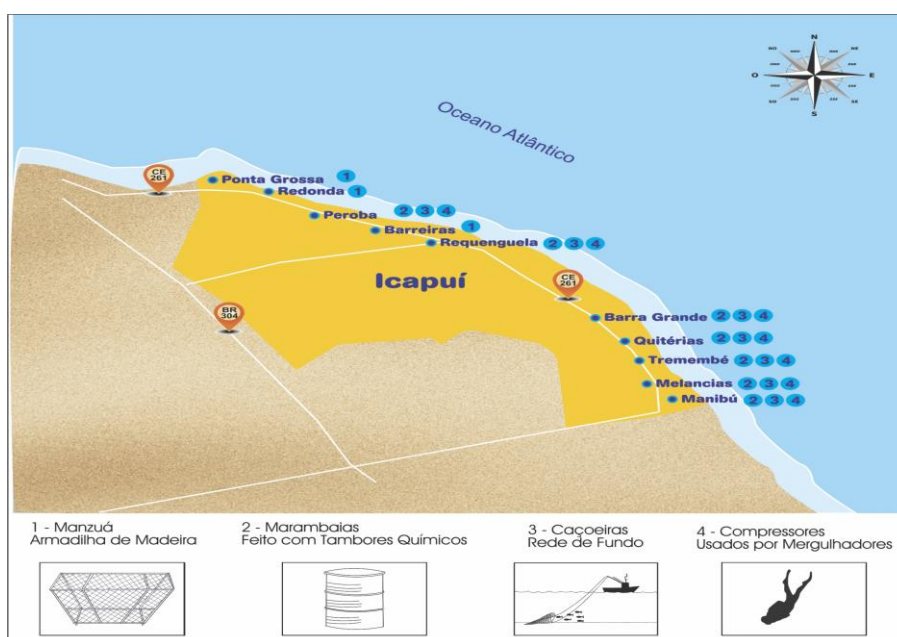 N
O
E
S
Oceano Atlântico
CE
261
Ponta Grossa 1
Redonda 1
Peroba 2 3 4
Barreiras 1
Requenguela 2 3 4
Icapuí
CE
261
BR
304
Barra Grande 2 3 4
Quitérias 2 3 4
Tremembé 2 3 4
Melancias 2 3 4
Manibú 2 3 4
1 - Manzuá
Armadilha de Madeira
2 - Marambaias
Feito com Tambores Químicos
3 - Caçoeiras
Rede de Fundo
4 - Compressores
Usados por Mergulhadores